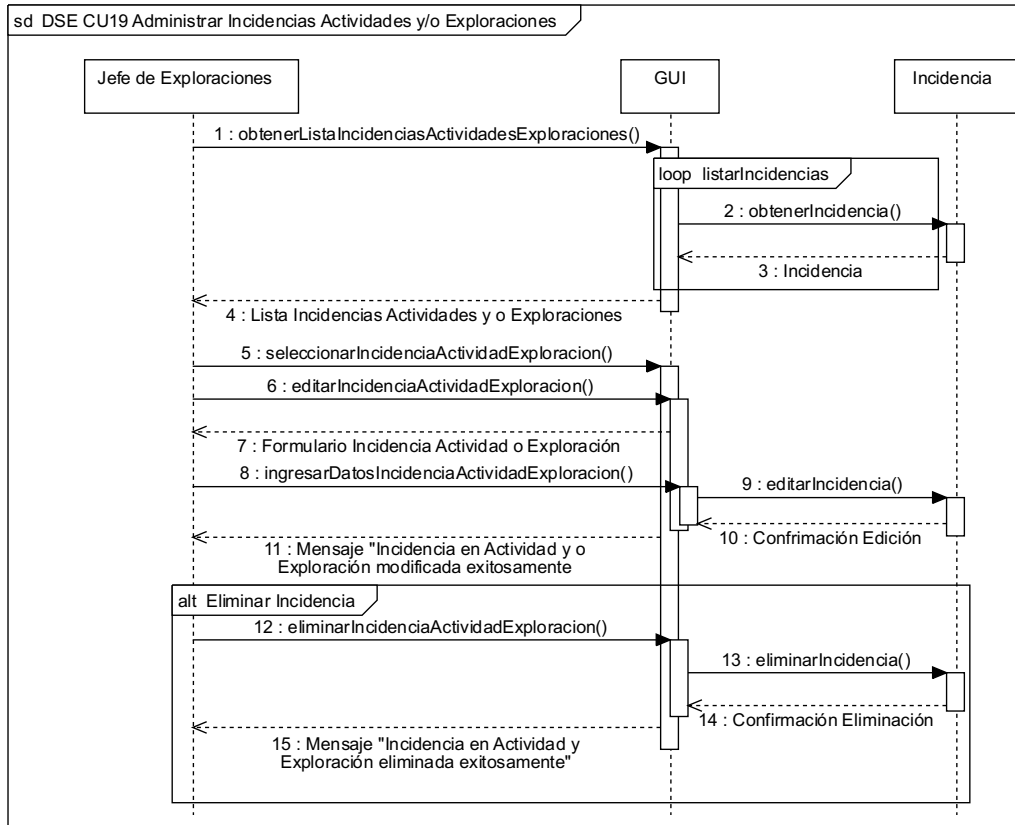 sd DSE CU19 Administrar Incidencias Actividades y/o Exploraciones
Jefe de Exploraciones
GUI
Incidencia
1 : obtenerListaIncidenciasActividadesExploraciones()
loop listarIncidencias
2 : obtenerIncidencia()
3 : Incidencia
4 : Lista Incidencias Actividades y o Exploraciones
5 : seleccionarIncidenciaActividadExploracion()
6 : editarIncidenciaActividadExploracion()
7 : Formulario Incidencia Actividad o Exploración
8 : ingresarDatosIncidenciaActividadExploracion()
9 : editarIncidencia()
10 : Confrimación Edición
11 : Mensaje "Incidencia en Actividad y o
Exploración modificada exitosamente
alt Eliminar Incidencia
12 : eliminarIncidenciaActividadExploracion()
13 : eliminarIncidencia()
14 : Confirmación Eliminación
15 : Mensaje "Incidencia en Actividad y
Exploración eliminada exitosamente"